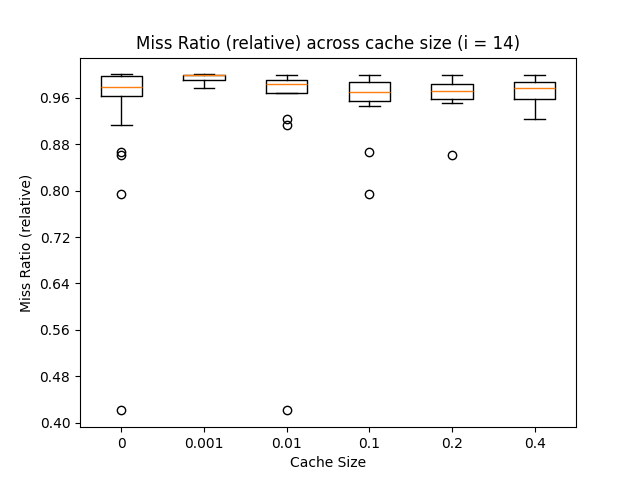 Miss Ratio (relative) across cache size (i = 14)
Miss Ratio (relative)
0.96
0.88
0.80
0.72
0.64
0.56
0.48
0.40
0 0.001 0.01 0.1 0.2 0.4
Cache Size